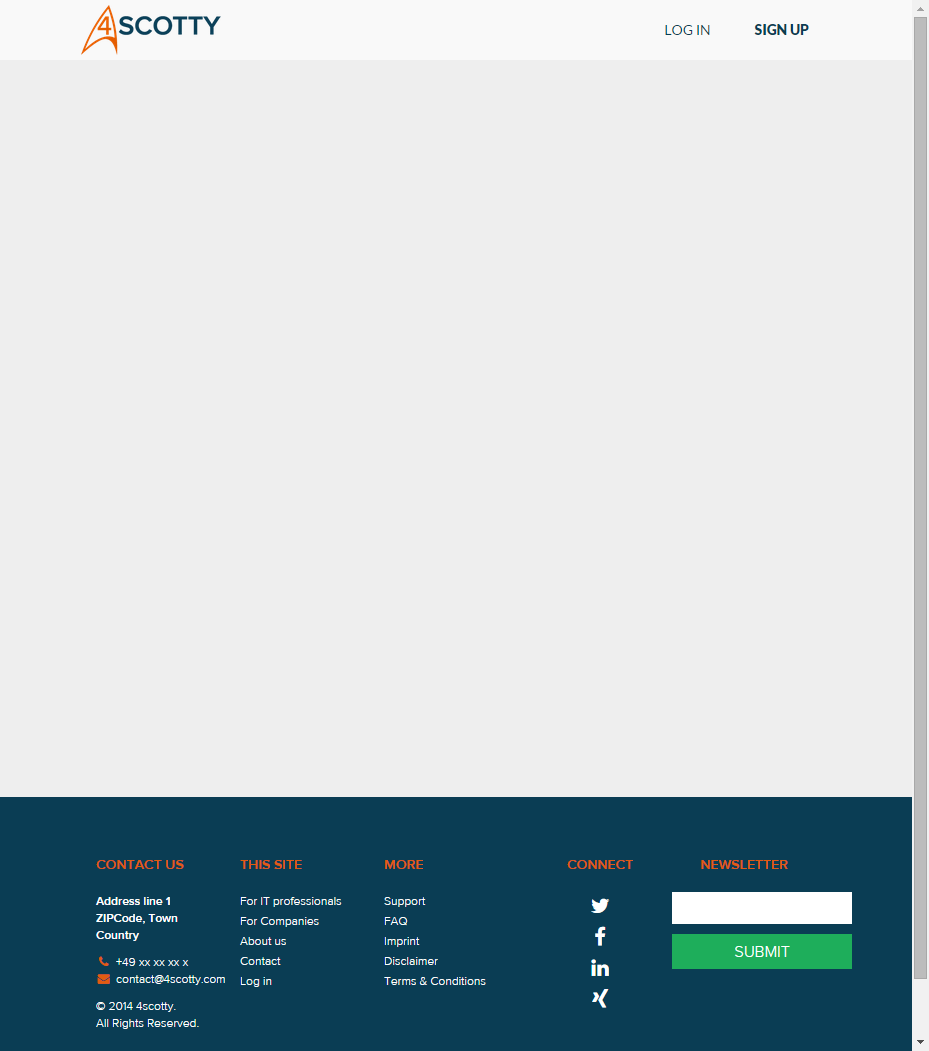 4SCOTTY
LOG IN
SIGN UP
CONTACT US
Address line 1
ZIPCode, Town
Country
+49 xx xx xx x
contact@4scotty.com
© 2014 4scotty.
All Rights Reserved.
THIS SITE
For IT professionals
For Companies
About us
Contact
Log in
MORE
Support
FAQ
Imprint
Disclaimer
Terms & Conditions
CONNECT
NEWSLETTER
SUBMIT